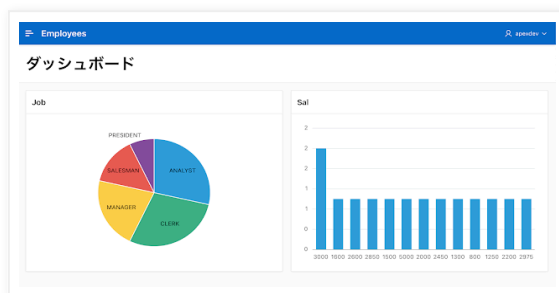 Employees
apexdev
ダッシュボード
Job
PRESIDENT
SALESMAN
ANALYST
MANAGER
CLERK
Sal
2
2
2
1
1
0
0
3000 1600 2600 2850 1500 5000 2000 2450 1300 800 1250 2200 2975